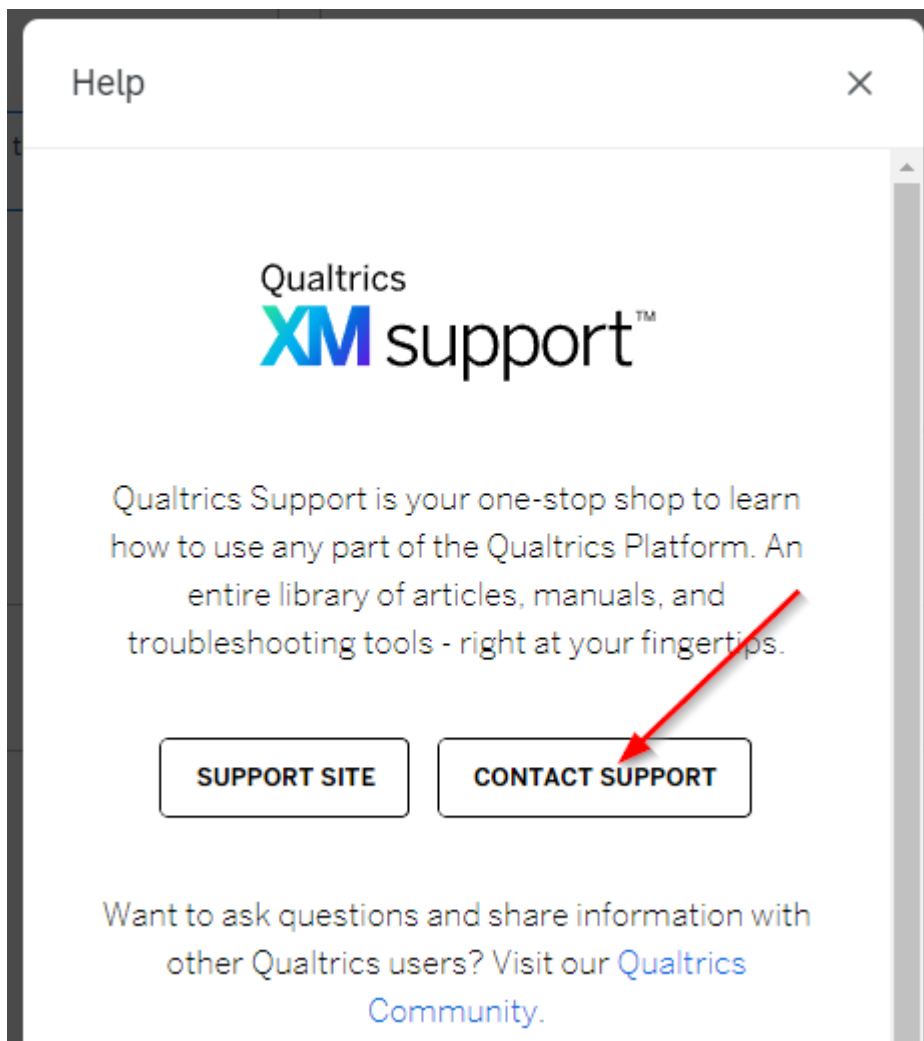 Help
t
Qualtrics
XM support™
Qualtrics Support is your one-stop shop to learn
how to use any part of the Qualtrics Platform. An
entire library of articles, manuals, and
troubleshooting tools - right at your fingertips.
SUPPORT SITE
CONTACT SUPPORT
Want to ask questions and share information with
other Qualtrics users? Visit our Qualtrics
Community.